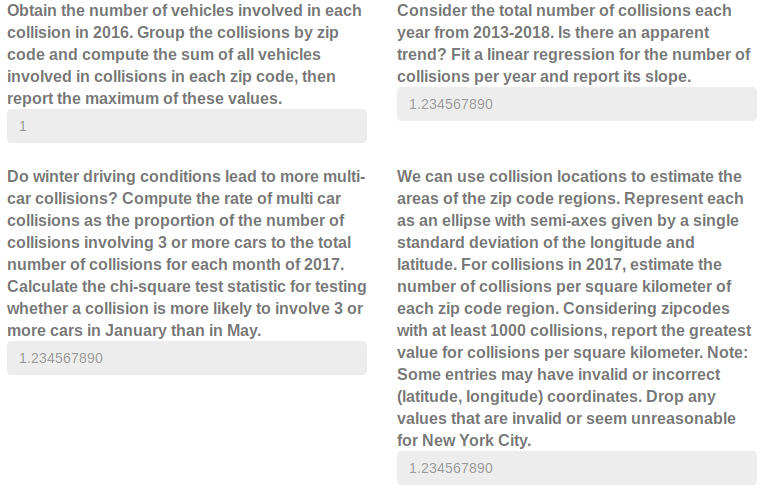 Obtain the number of vehicles involved in each
collision in 2016. Group the collisions by zip
code and compute the sum of all vehicles
involved in collisions in each zip code, then
report the maximum of these values.
1
Consider the total number of collisions each
year from 2013-2018. Is there an apparent
trend? Fit a linear regression for the number of
collisions per year and report its slope.
1.234567890
Do winter driving conditions lead to more multi-
car collisions? Compute the rate of multi car
collisions as the proportion of the number of
collisions involving 3 or more cars to the total
number of collisions for each month of 2017.
Calculate the chi-square test statistic for testing
whether a collision is more likely to involve 3 or
more cars in January than in May.
1.234567890
We can use collision locations to estimate the
areas of the zip code regions. Represent each
as an ellipse with semi-axes given by a single
standard deviation of the longitude and
latitude. For collisions in 2017, estimate the
number of collisions per square kilometer of
each zip code region. Considering zipcodes
with at least 1000 collisions, report the greatest
value for collisions per square kilometer. Note:
Some entries may have invalid or incorrect
(latitude, longitude) coordinates. Drop any
values that are invalid or seem unreasonable
for New York City.
1.234567890